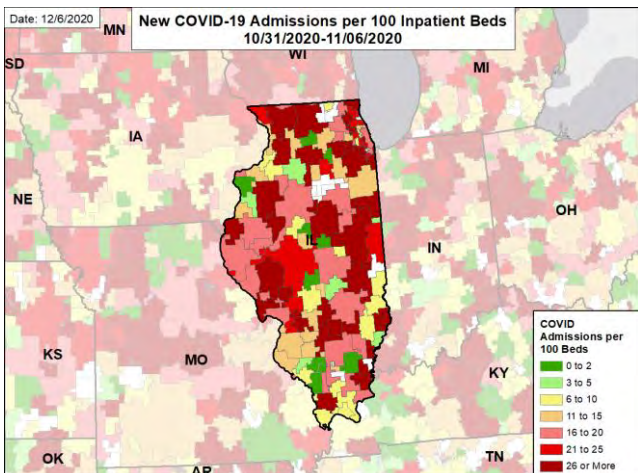 Date: 12/6/2020
New COVID-19 Admissions per 100 Inpatient Beds
10/31/2020-11/06/2020
MN
WI
SD
MI
IA
NE
OH
IL
IN
KS
MO
KY
OK
AR
TN
COVID
Admissions per
100 Beds
0 to 2
3 to 5
6 to 10
11 to 15
16 to 20
21 to 25
26 or More